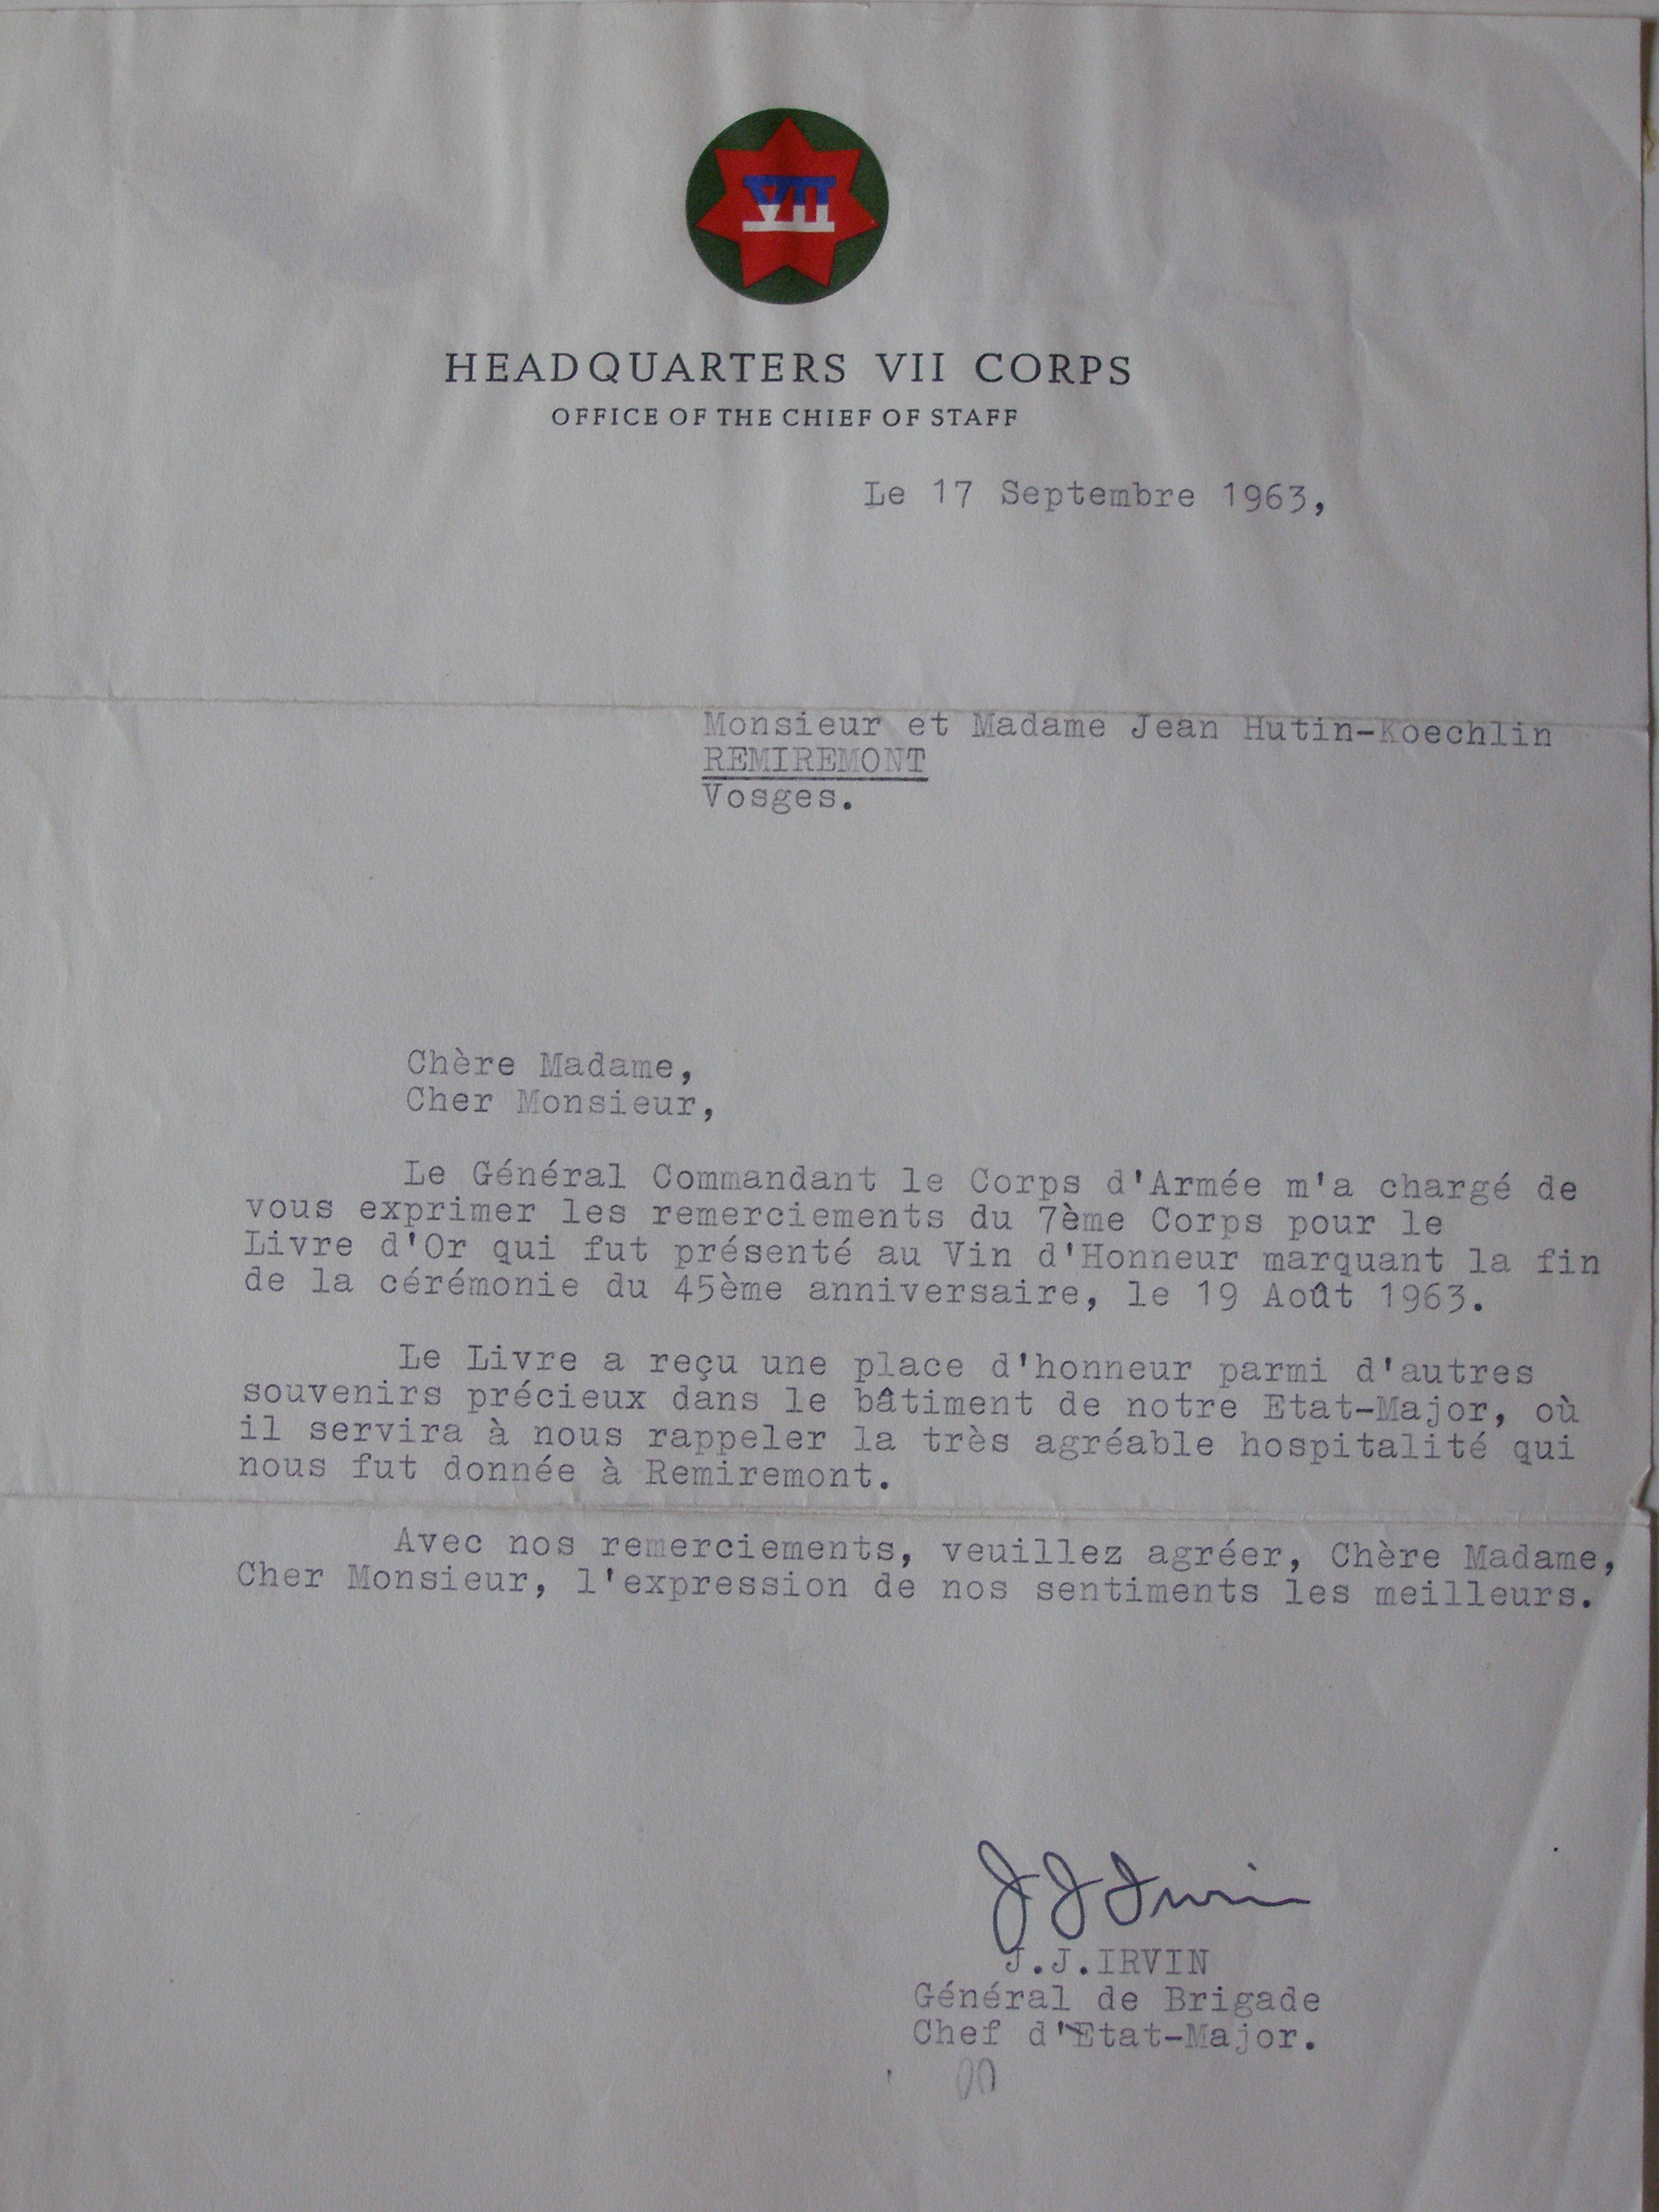 VII
HEADQUARTERS VII CORPS
OFFICE OF THE CHIEF OF STAFF
Le 17 Septembre 1963,
Monsieur et Madame Jean Hutin-Koechlin
REMIREMONT
Vosges.
Chère Madame,
Cher Monsieur,
Le Général Commandant le Corps d'Armée m'a chargé de
vous exprimer les remerciements du 7ème Corps pour le
Livre d'Or qui fut présenté au Vin d'Honneur marquant la fin
de la cérémonie du 45ème anniversaire, le 19 Août 1963.
Le Livre a reçu une place d'honneur parmi d'autres
souvenirs précieux dans le bâtiment de notre Etat-Major, où
il servira à nous rappeler la très agréable hospitalité qui
nous fut donnée à Remiremont.
Avec nos remerciements, veuillez agréer, Chère Madame,
Cher Monsieur, l'expression de nos sentiments les meilleurs.
J J Irvin
J.J.IRVIN
Général de Brigade
Chef d'Etat-Major.